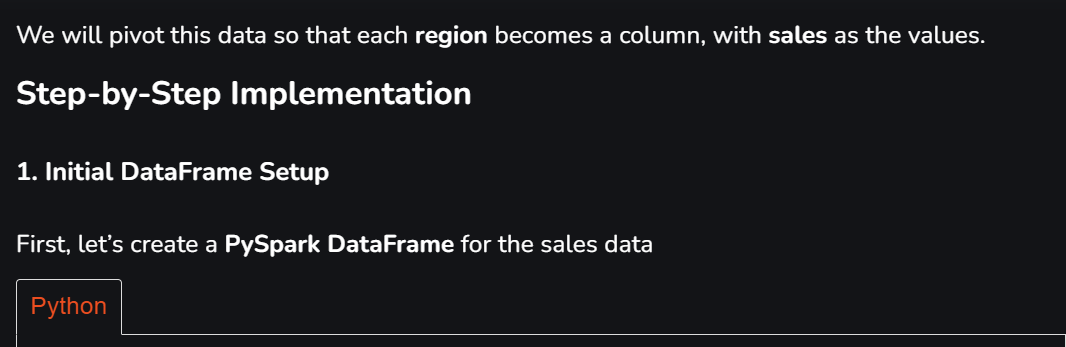 We will pivot this data so that each region becomes a column, with sales as the values.
Step-by-Step Implementation
1. Initial DataFrame Setup
First, let’s create a PySpark DataFrame for the sales data
Python